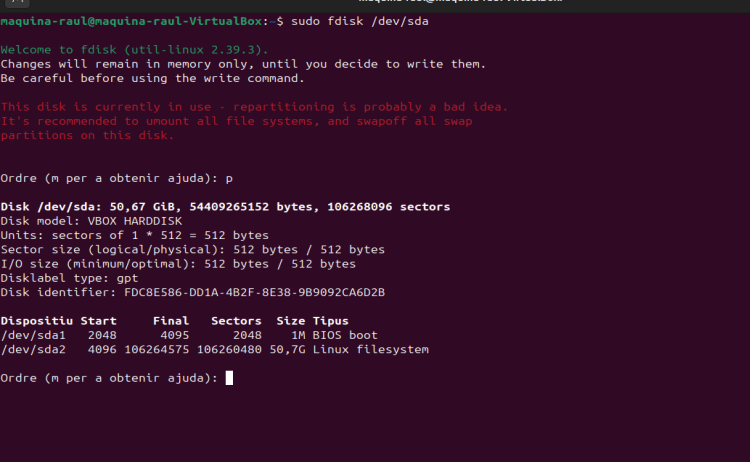 maquina-raul@maquina-raul-VirtualBox:~$ sudo fdisk /dev/sda
Welcome to fdisk (util-linux 2.39.3).
Changes will remain in memory only, until you decide to write them.
Be careful before using the write command.
This disk is currently in use - repartitioning is probably a bad idea.
It's recommended to umount all file systems, and swapoff all swap
partitions on this disk.
Ordre (m per a obtenir ajuda): p
Disk /dev/sda: 50,67 GiB, 54409265152 bytes, 106268096 sectors
Disk model: VBOX HARDDISK
Units: sectors of 1 * 512 = 512 bytes
Sector size (logical/physical): 512 bytes / 512 bytes
I/O size (minimum/optimal): 512 bytes / 512 bytes
Disklabel type: gpt
Disk identifier: FDC8E586-DD1A-4B2F-8E38-9B9092CA6D2B
Dispositiu Start Final Sectors Size Tipus
/dev/sda1 2048 4095 2048 1M BIOS boot
/dev/sda2 4096 106264575 106260480 50,7G Linux filesystem
Ordre (m per a obtenir ajuda):